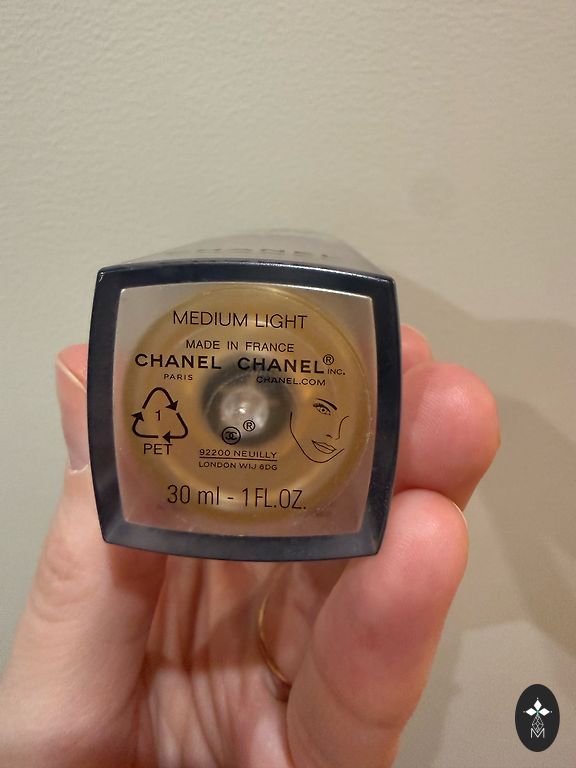 CHANEL
MEDIUM LIGHT
MADE IN FRANCE
CHANEL CHANEL® INC.
PARIS CHANEL.COM
1
PET
®
92200 NEUILLY
LONDON W1J 6DG
30 ml - 1 FL.OZ.
M